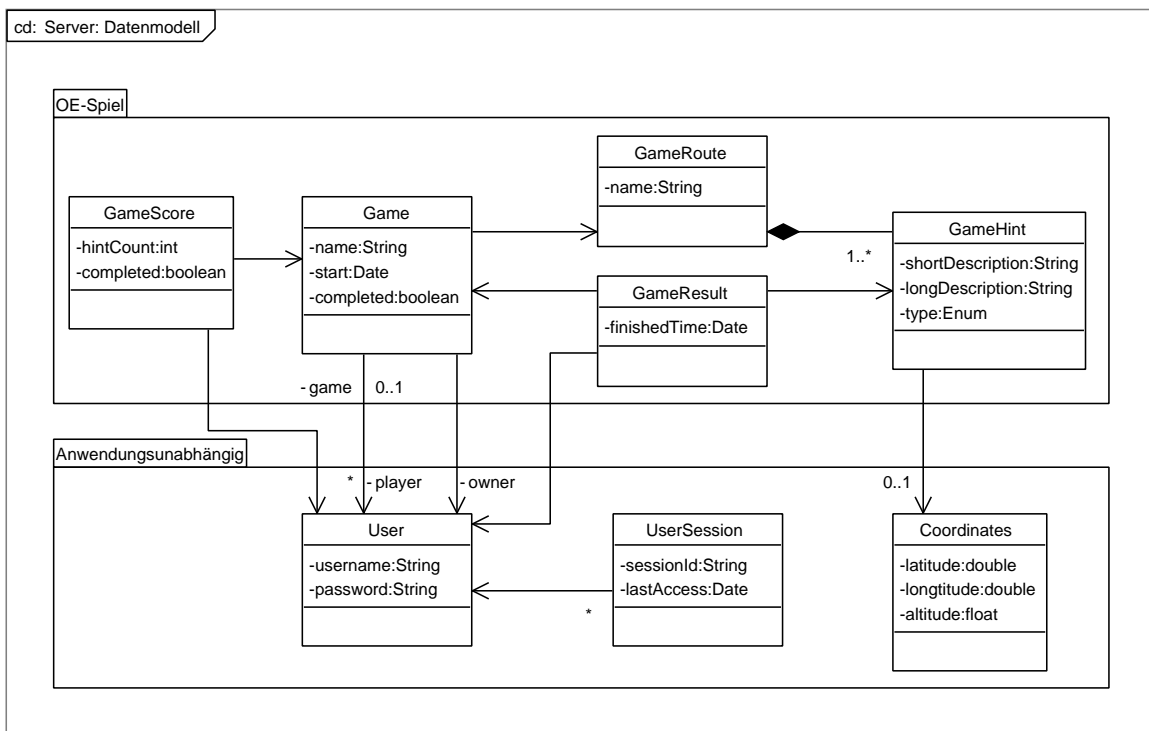 cd: Server: Datenmodell
OE-Spiel
GameRoute
-name:String
GameScore
-hintCount:int
-completed:boolean
Game
-name:String
-start:Date
-completed:boolean
GameHint
-shortDescription:String
-longDescription:String
-type:Enum
1..*
GameResult
-finishedTime:Date
- game 0..1
Anwendungsunabhängig
* - player - owner
0..1
User
-username:String
-password:String
UserSession
-sessionId:String
-lastAccess:Date
*
Coordinates
-latitude:double
-longtitude:double
-altitude:float